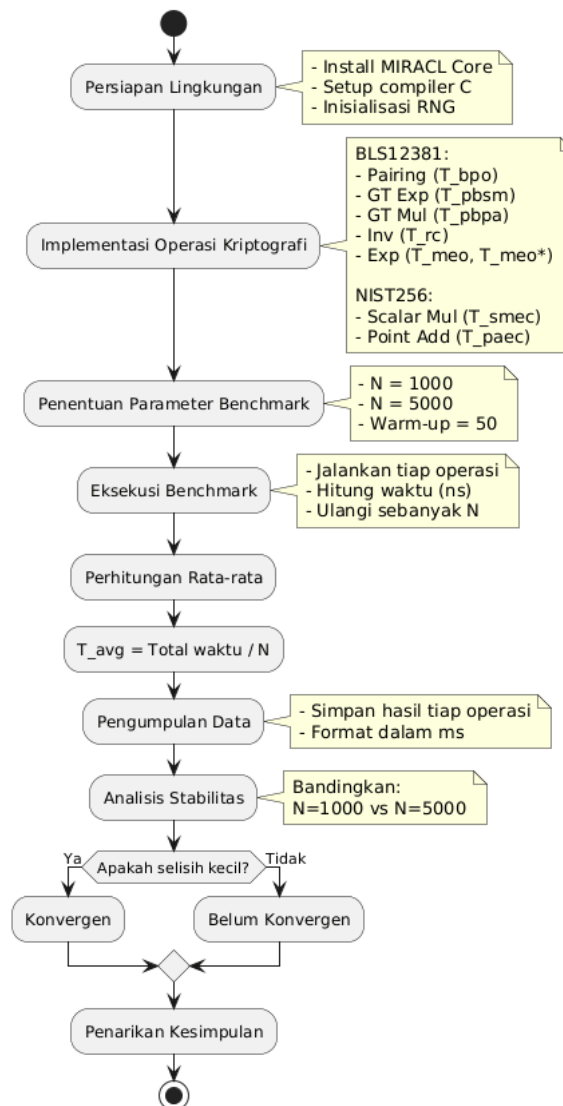 Persiapan Lingkungan
- Install MIRACL Core
- Setup compiler C
- Inisialisasi RNG
Implementasi Operasi Kriptografi
BLS12381:
- Pairing (T_bpo)
- GT Exp (T_pbsm)
- GT Mul (T_pbpa)
- Inv (T_rc)
- Exp (T_meo, T_meo*)
NIST256:
- Scalar Mul (T_smec)
- Point Add (T_paec)
Penentuan Parameter Benchmark
- N = 1000
- N = 5000
- Warm-up = 50
Eksekusi Benchmark
- Jalankan tiap operasi
- Hitung waktu (ns)
- Ulangi sebanyak N
Perhitungan Rata-rata
T_avg = Total waktu / N
Pengumpulan Data
- Simpan hasil tiap operasi
- Format dalam ms
Analisis Stabilitas
Bandingkan:
N=1000 vs N=5000
Ya
Apakah selisih kecil?
Tidak
Konvergen
Belum Konvergen
Penarikan Kesimpulan